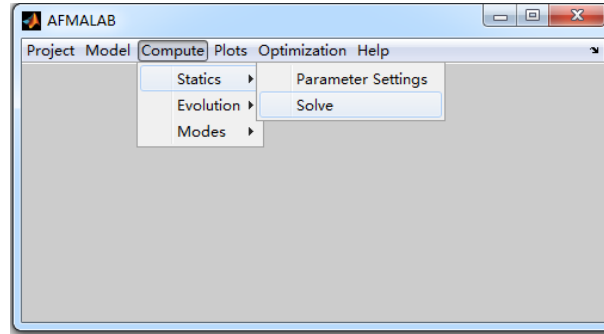 AFMALAB
Project Model Compute Plots Optimization Help
Statics Parameter Settings
Evolution Solve
Modes